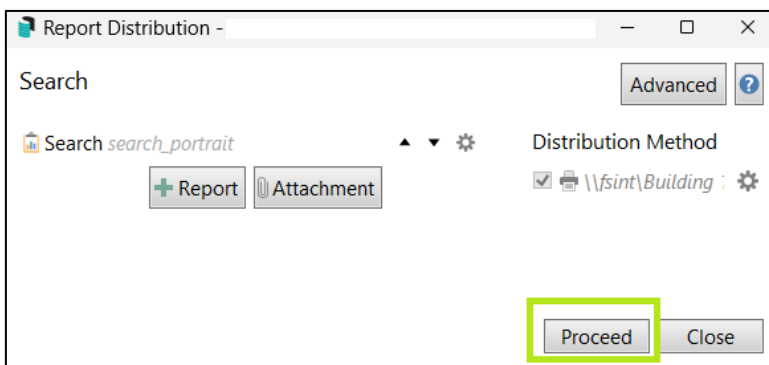 Report Distribution -
Search
Advanced
Search search_portrait
Distribution Method
Report
Attachment
\\fsint\Building
Proceed
Close